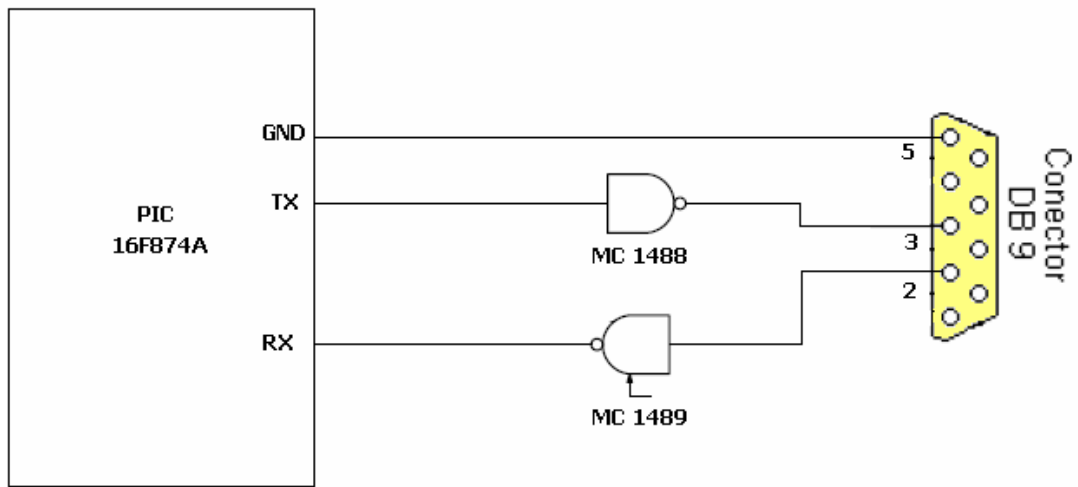 GND
5
TX
PIC
16F874A
MC 1488
3
2
RX
MC 1489
Conector
DB 9